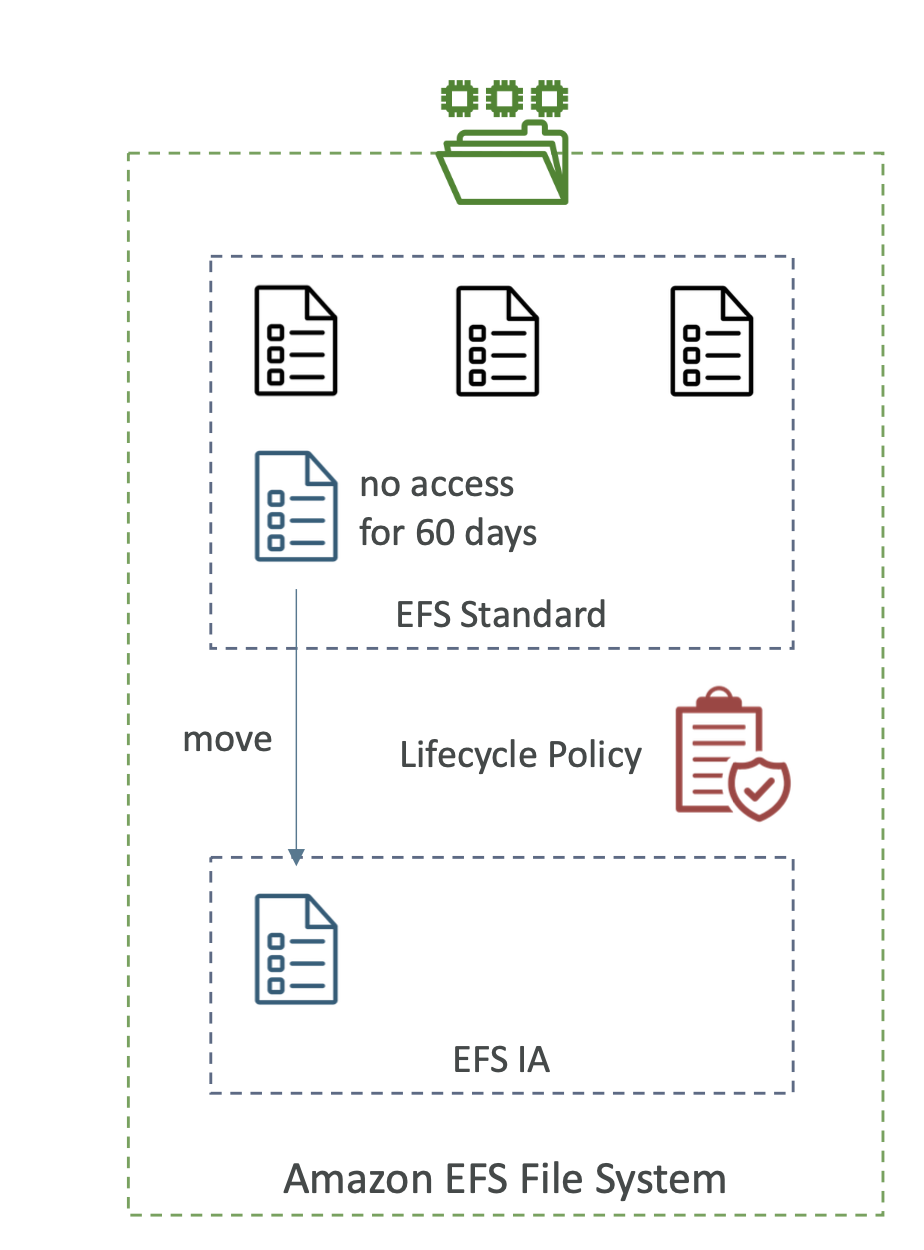 no access
for 60 days
EFS Standard
move
Lifecycle Policy
EFS IA
Amazon EFS File System